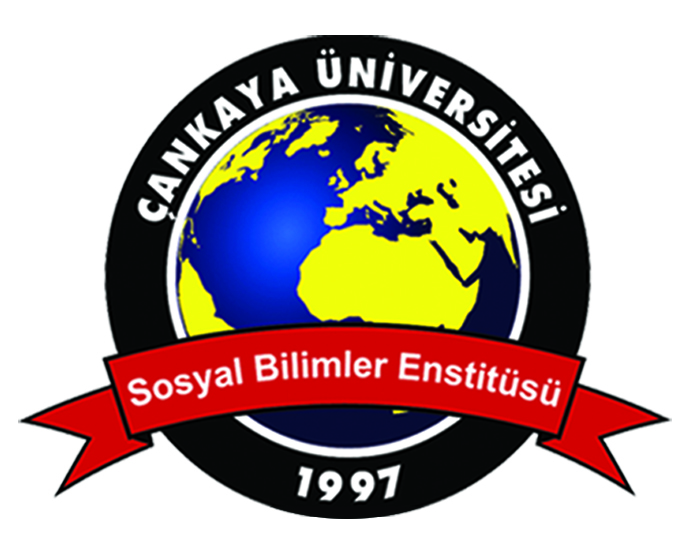 ÇANKAYA ÜNİVERSİTESİ
Sosyal Bilimler Enstitüsü
1997